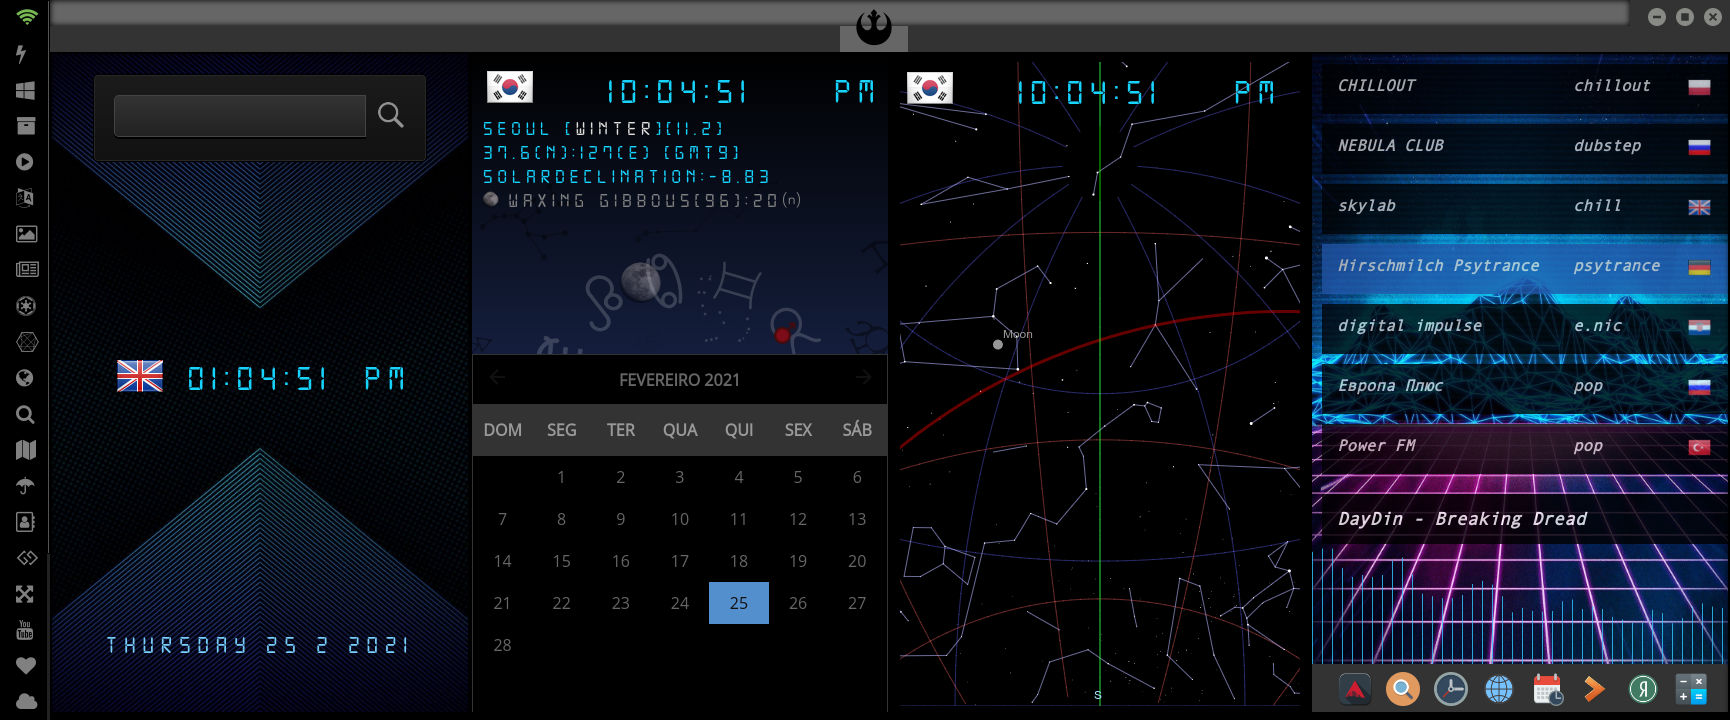 01:04:51 PM
THURSDAY 25 2 2021
10:04:51 PM
SEOUL [WINTER][11.2]
37.6(N):127(E) [GMT9]
SOLARDECLINATION:-8.83
WAXING GIBBOUS(96):20(n)
FEVEREIRO 2021
DOM SEG TER QUA QUI SEX SÁB
1 2 3 4 5 6
7 8 9 10 11 12 13
14 15 16 17 18 19 20
21 22 23 24 25 26 27
28
10:04:51 PM
Moon
S
CHILLOUT chillout
NEBULA CLUB dubstep
skylab chill
Hirschmilch Psytrance psytrance
digital impulse e.nic
Европа Плюс pop
Power FM pop
DayDin - Breaking Dread
You
Tube
Я